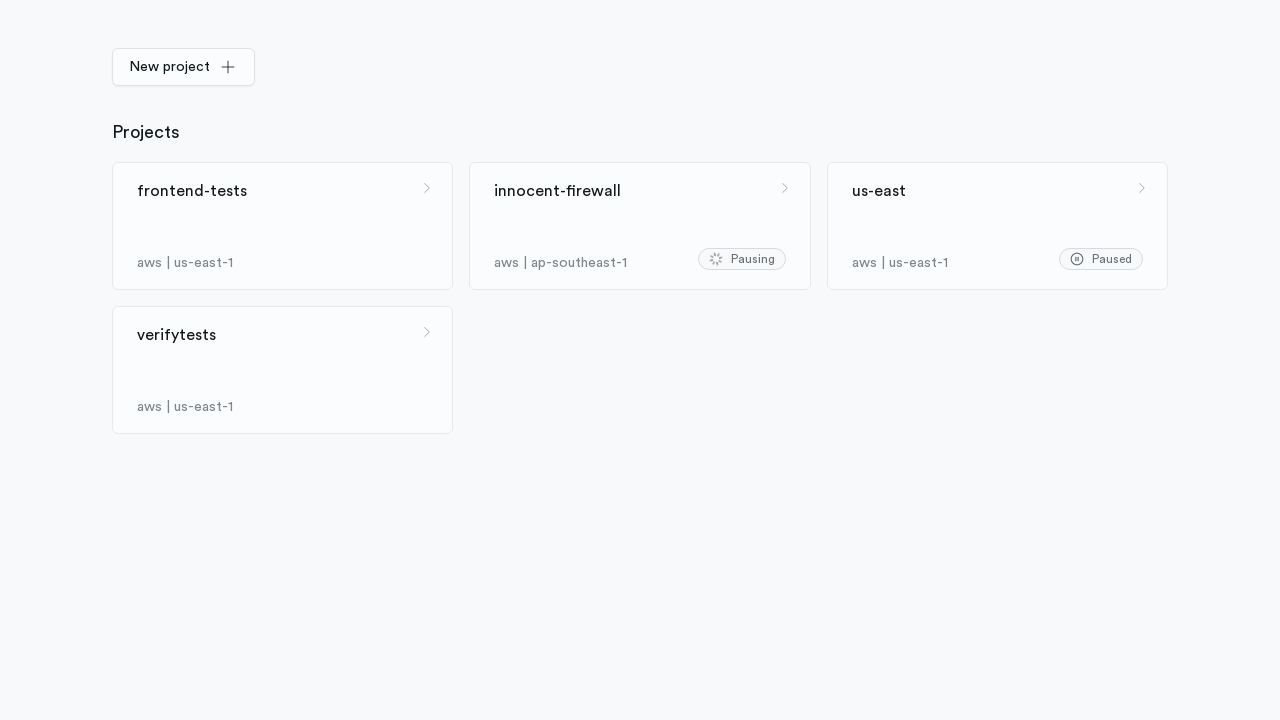 New project
Projects
frontend-tests
aws | us-east-1
innocent-firewall
aws | ap-southeast-1
Pausing
us-east
aws | us-east-1
Paused
verifytests
aws | us-east-1